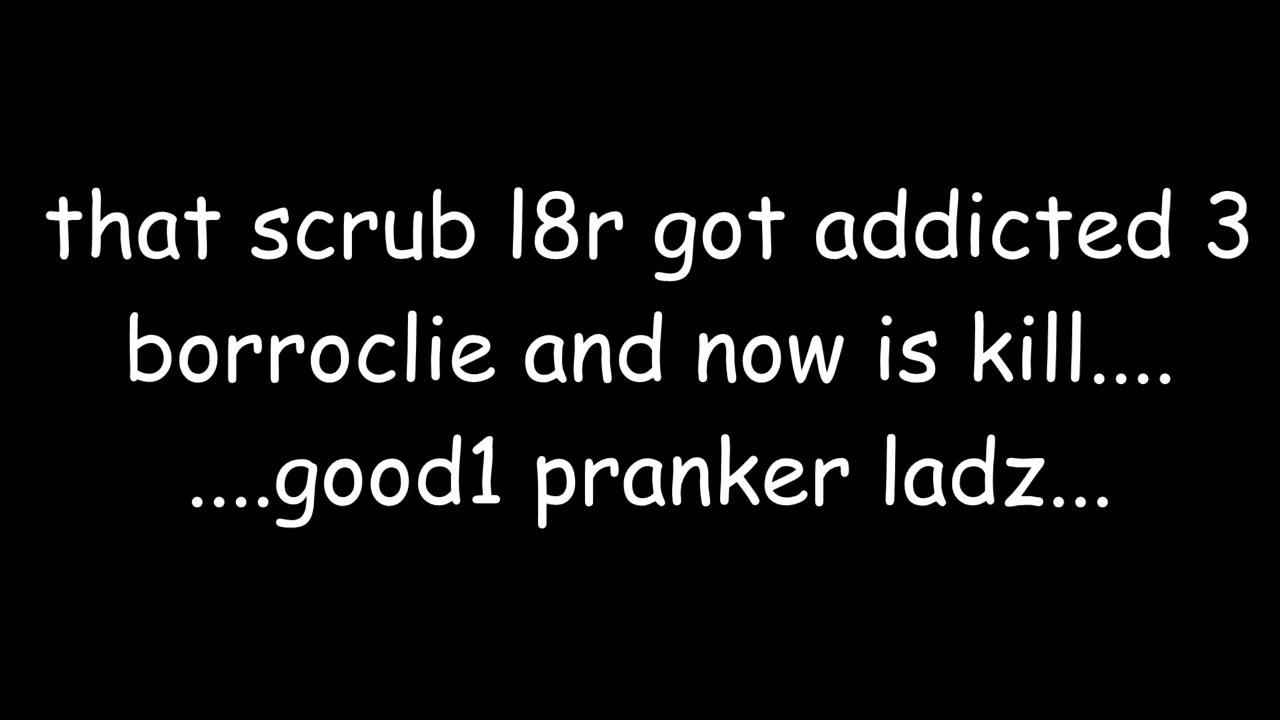 that scrub l8r got addicted 3
borroclie and now is kill....
....good1 pranker ladz...